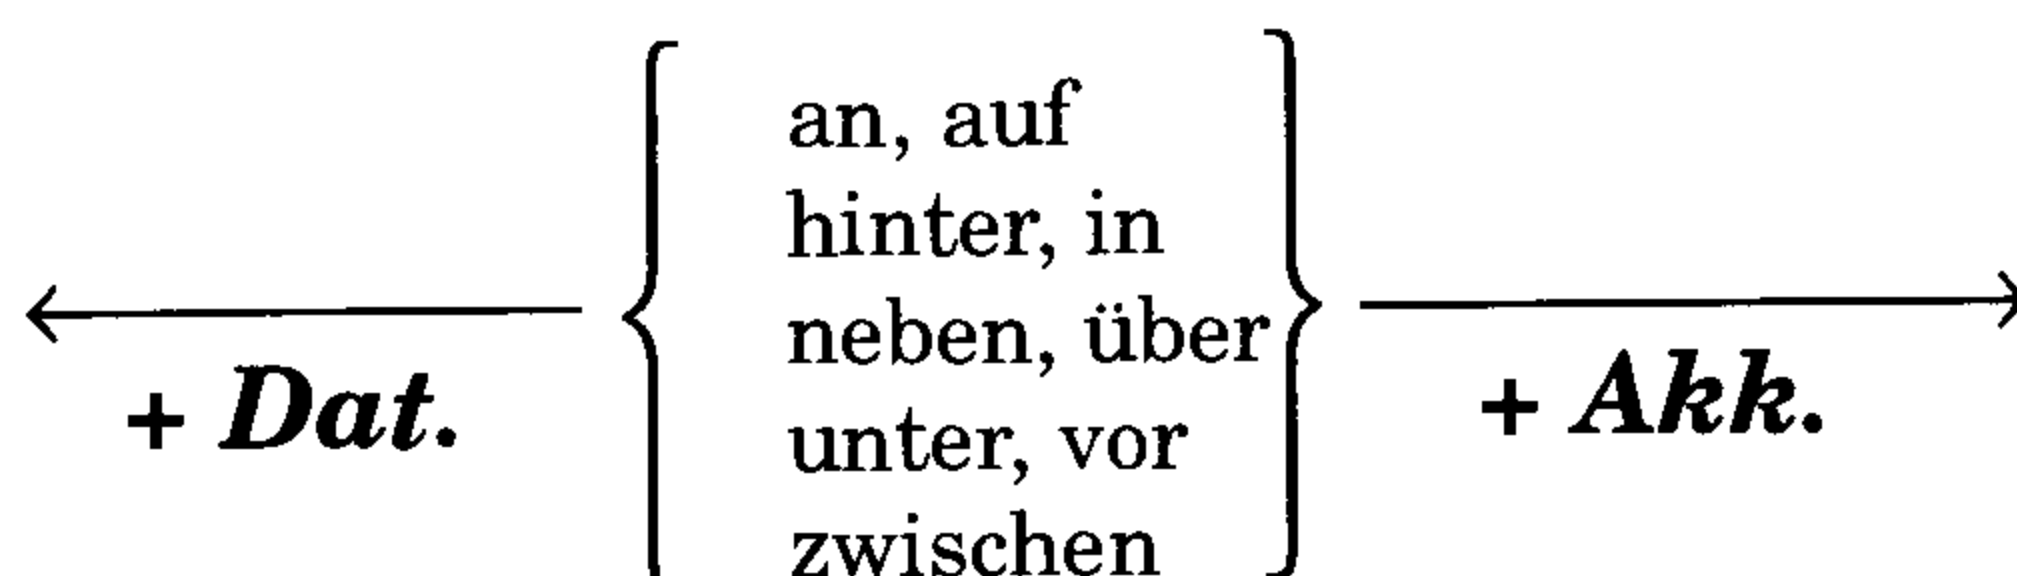 an, auf
hinter, in
neben, über
unter, vor
zwischen
+ Dat.
+ Akk.